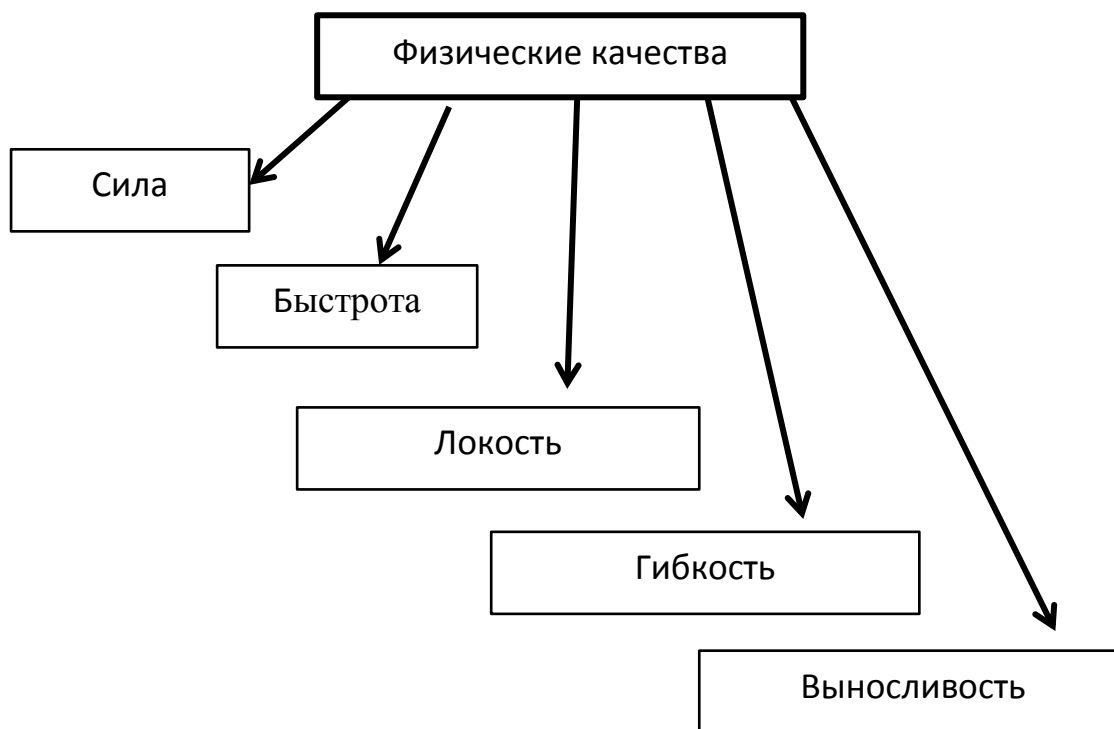 Физические качества
Сила
Быстрота
Локость
Гибкость
Выносливость